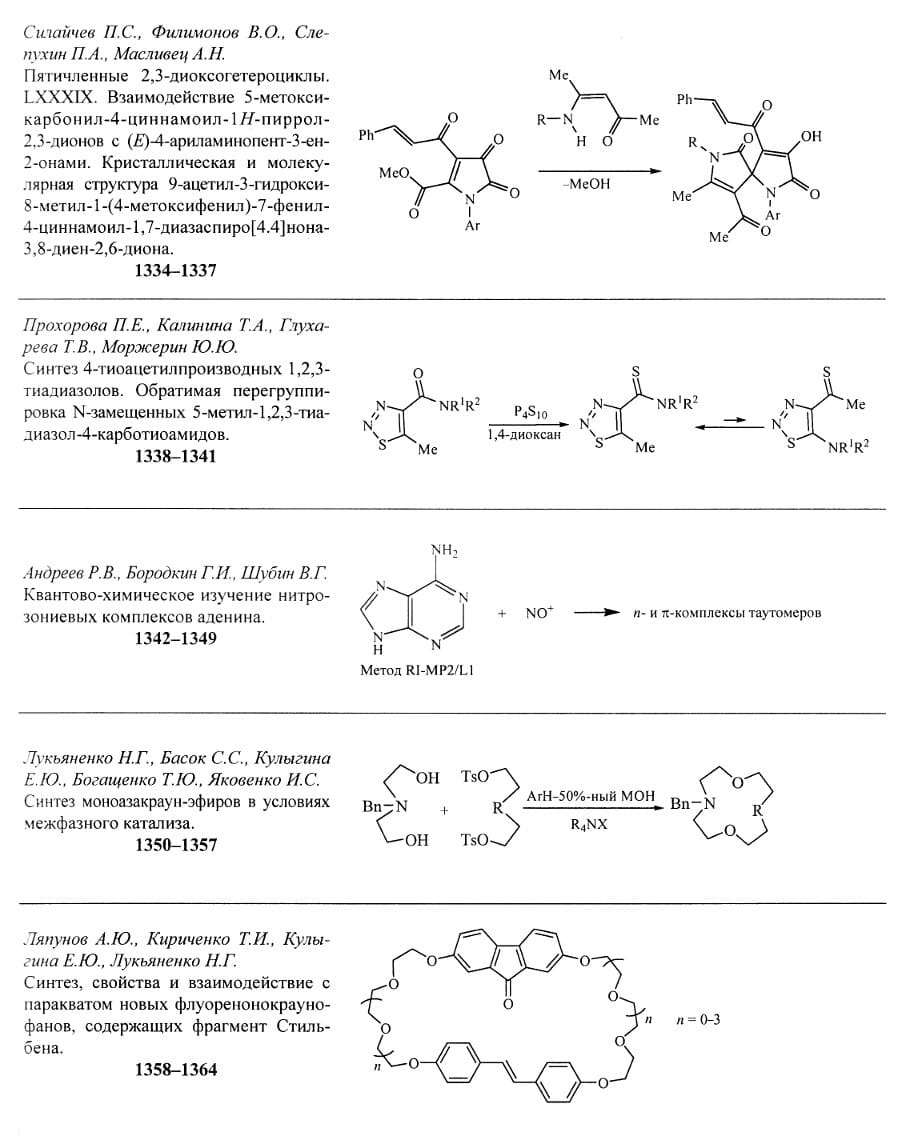 Силайчев П.С., Филимонов В.О., Сле-
пухин П.А., Масливец А.Н.
Пятичленные 2,3-диоксогетероциклы.
LXXXIX. Взаимодействие 5-метокси-
карбонил-4-циннамоил-1H-пиррол-
2,3-дионов с (E)-4-ариламинопент-3-ен-
2-онами. Кристаллическая и молеку-
лярная структура 9-ацетил-3-гидрокси-
8-метил-1-(4-метоксифенил)-7-фенил-
4-циннамоил-1,7-диазаспиро[4.4]нона-
3,8-диен-2,6-диона.
1334–1337
Ph
O
O
MeO
O
N
O
Ar
Me
R
N
H
O
Me
–MeOH
Ph
O
R
O
OH
N
Me
N
O
Ar
Me
O
Прохорова П.Е., Калинина Т.А., Глуха-
рева Т.В., Моржерин Ю.Ю.
Синтез 4-тиоацетилпроизводных 1,2,3-
тиадиазолов. Обратимая перегруппи-
ровка N-замещенных 5-метил-1,2,3-тиа-
диазол-4-карботиоамидов.
1338–1341
O
N
N
S
NR¹R²
Me
P₄S₁₀
1,4-диоксан
S
N
N
S
NR¹R²
Me
S
N
N
S
Me
NR¹R²
Андреев Р.В., Бородкин Г.И., Шубин В.Г.
Квантово-химическое изучение нитро-
зониевых комплексов аденина.
1342–1349
NH₂
N
N
N
H
N
+ NO⁺
n- и π-комплексы таутомеров
Метод RI-MP2/L1
Лукьяненко Н.Г., Басок С.С., Кулыгина
Е.Ю., Богащенко Т.Ю., Яковенко И.С.
Синтез моноазакраун-эфиров в условиях
межфазного катализа.
1350–1357
OH
Bn–N
OH
+
TsO
R
TsO
ArH–50%-ный MOH
R₄NX
O
Bn–N
R
O
Ляпунов А.Ю., Кириченко Т.И., Кулы-
гина Е.Ю., Лукьяненко Н.Г.
Синтез, свойства и взаимодействие с
паракватом новых флуоренонокрауно-
фанов, содержащих фрагмент Стиль-
бена.
1358–1364
O
O
O
O
O
O
n
n = 0–3
O
O
n
O
O